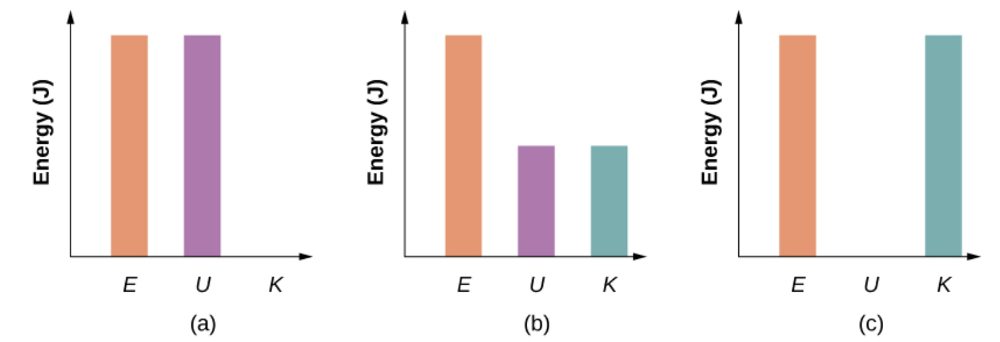 Energy (J)
E U K
(a)
Energy (J)
E U K
(b)
Energy (J)
E U K
(c)